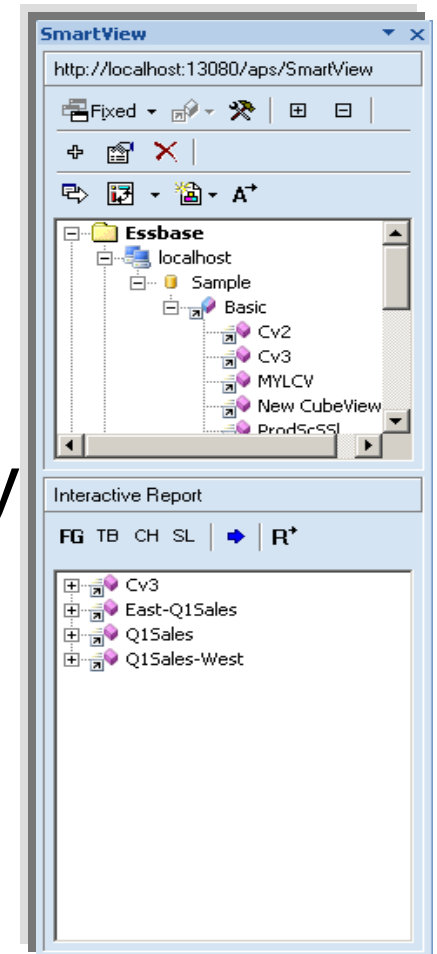 SmartView
http://localhost:13080/aps/SmartView
Fixed
A
Essbase
localhost
Sample
Basic
Cv2
Cv3
MYLCV
New CubeView
ProdScSSl
y
Interactive Report
FG TB CH SL R
Cv3
East-Q1Sales
Q1Sales
Q1Sales-West